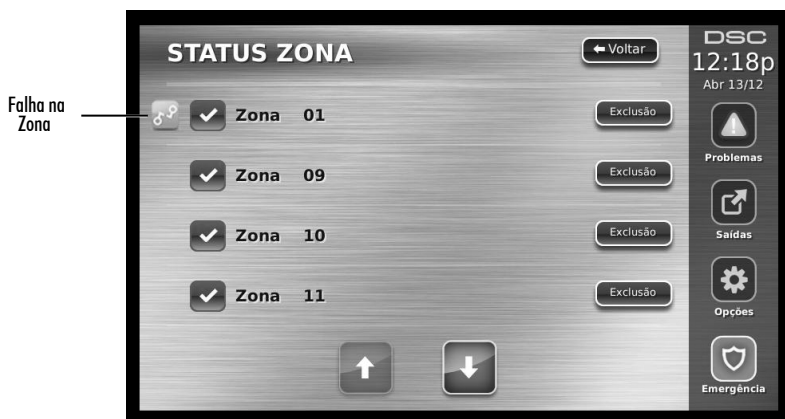 Falha na
Zona
STATUS ZONA
Voltar
Zona 01
Exclusão
Zona 09
Exclusão
Zona 10
Exclusão
Zona 11
Exclusão
DSC
12:18p
Abr 13/12
Problemas
Saídas
Opções
Emergência